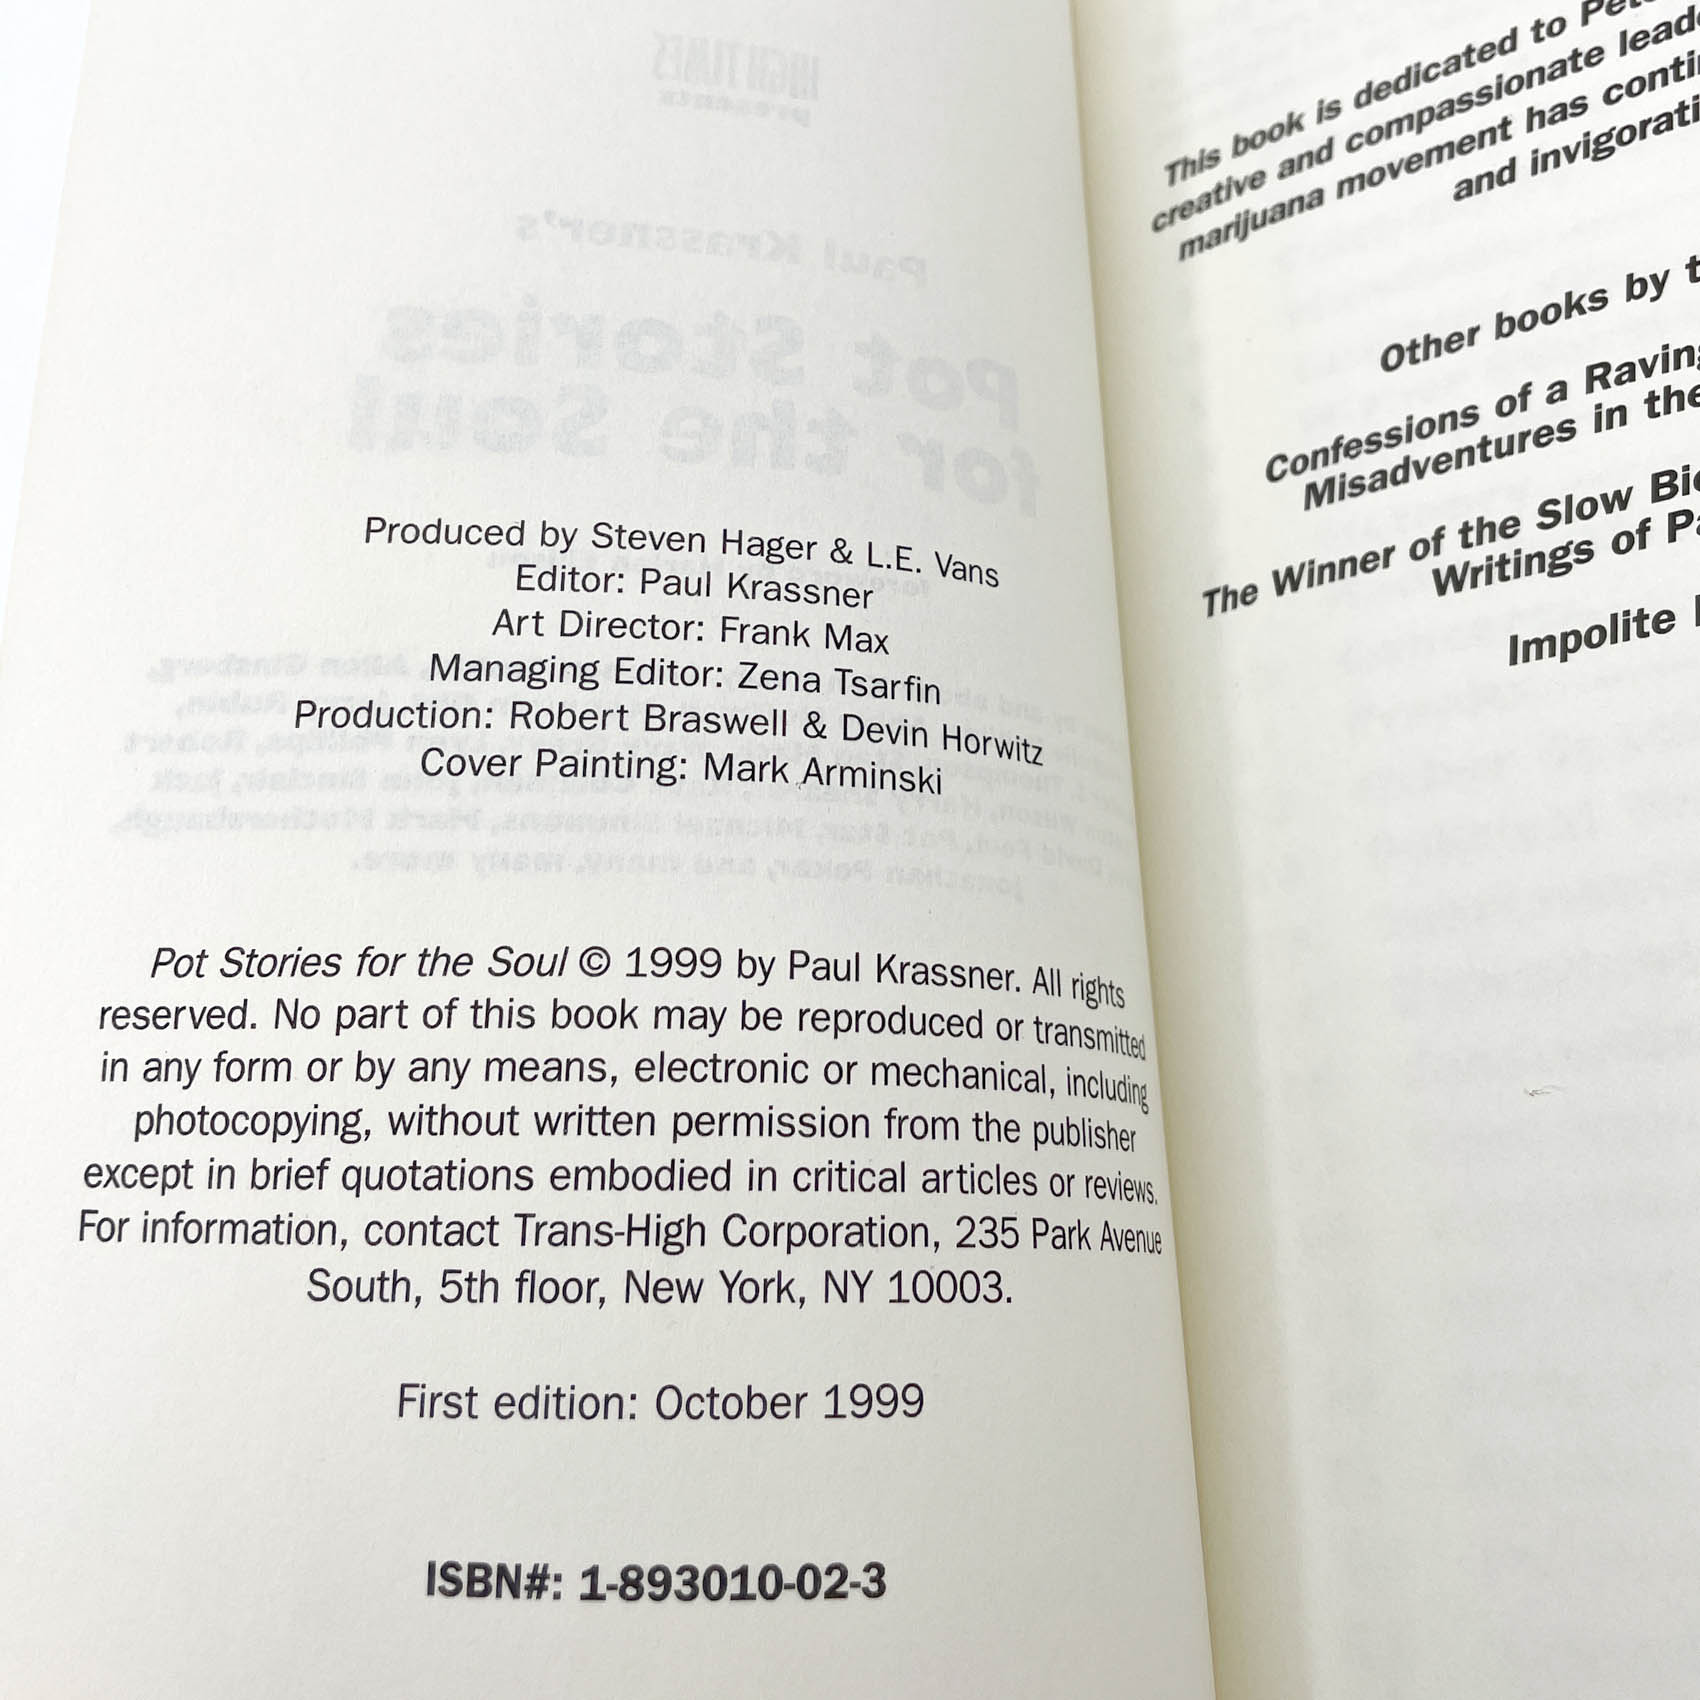 Produced by Steven Hager & L.E. Vans
Editor: Paul Krassner
Art Director: Frank Max
Managing Editor: Zena Tsarfin
Production: Robert Braswell & Devin Horwitz
Cover Painting: Mark Arminski
Pot Stories for the Soul © 1999 by Paul Krassner. All rights
reserved. No part of this book may be reproduced or transmitted
in any form or by any means, electronic or mechanical, including
photocopying, without written permission from the publisher
except in brief quotations embodied in critical articles or reviews.
For information, contact Trans-High Corporation, 235 Park Avenue
South, 5th floor, New York, NY 10003.
First edition: October 1999
ISBN#: 1-893010-02-3
This book is dedicated to
creative and compassionate
marijuana movement has
and
Other books by
Confessions of a
Misadventures in
The Winner of the Slow
Writings of
Impolite